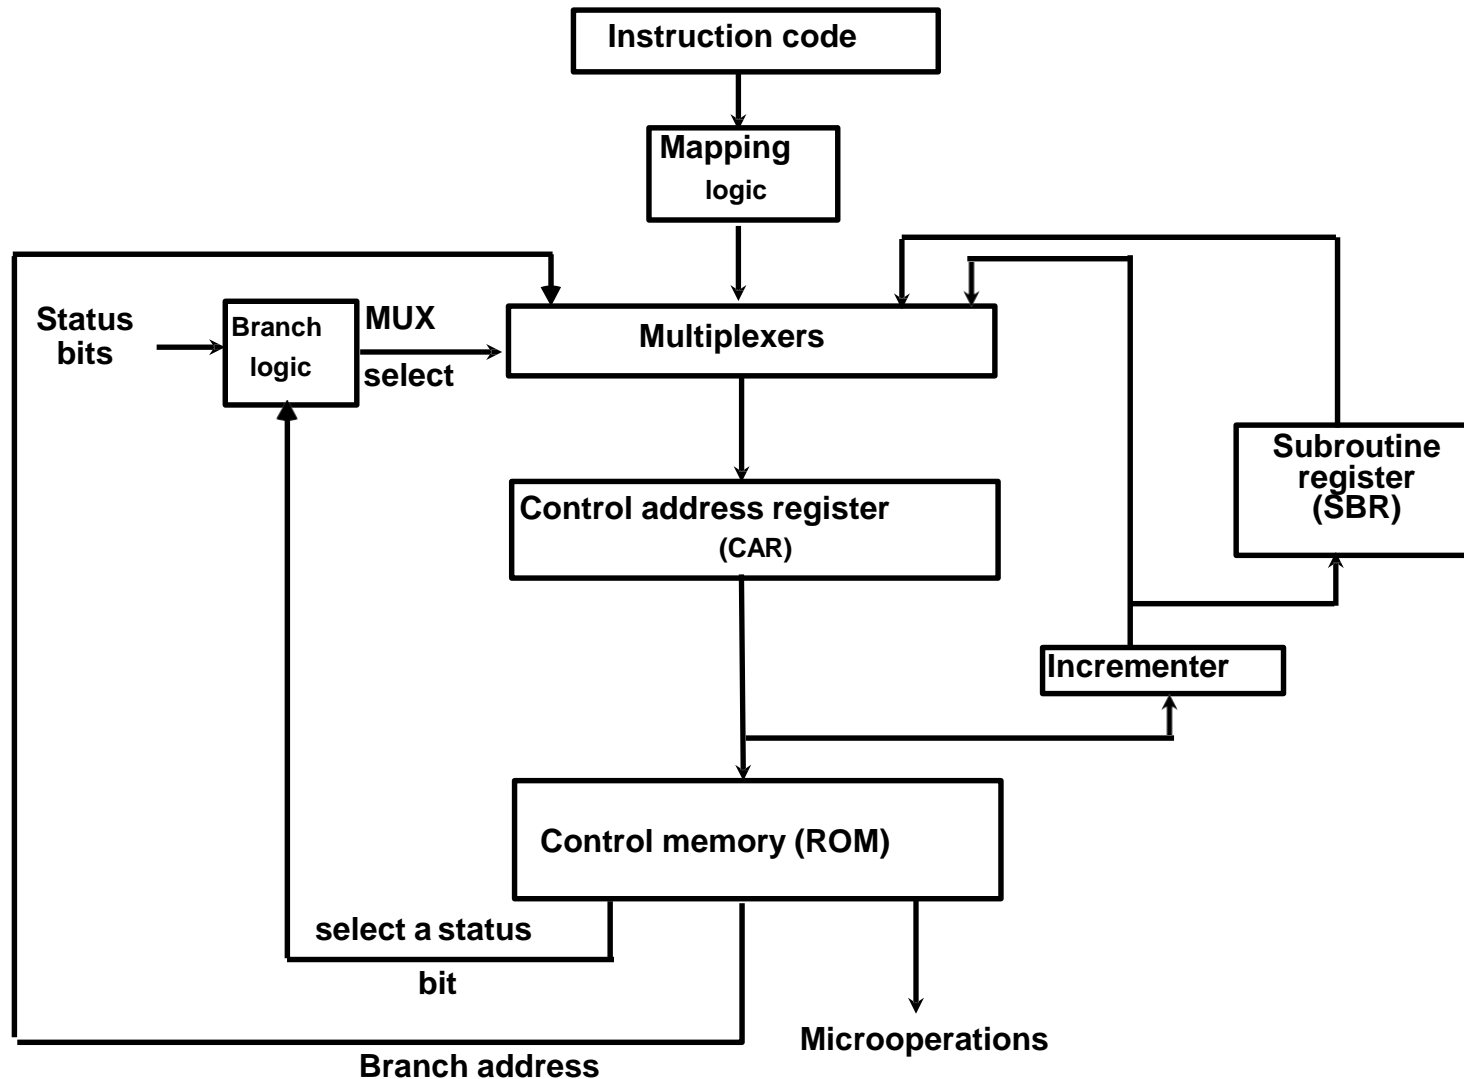 Instruction code
Mapping
logic
Status
bits
Branch
logic
MUX
select
Multiplexers
Subroutine
register
(SBR)
Control address register
(CAR)
Incrementer
Control memory (ROM)
select a status
bit
Microoperations
Branch address